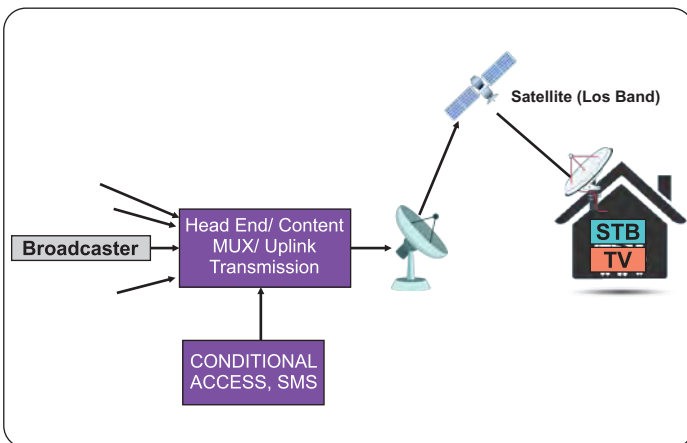 Satellite (Los Band)
Broadcaster
Head End/ Content
MUX/ Uplink
Transmission
STB
TV
CONDITIONAL
ACCESS, SMS